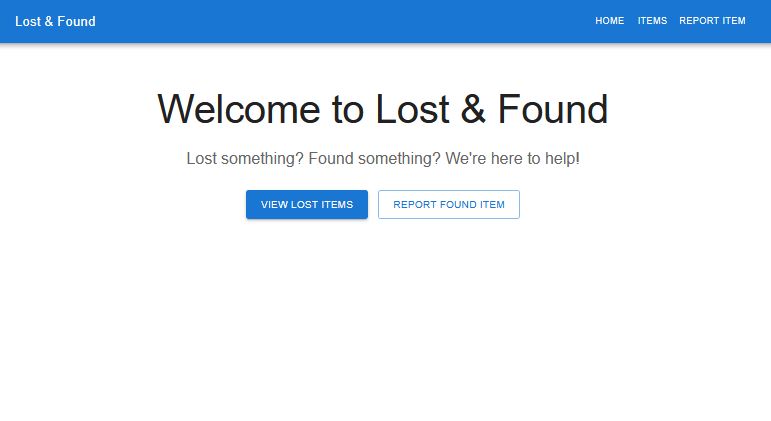 Lost & Found
HOME ITEMS REPORT ITEM
Welcome to Lost & Found
Lost something? Found something? We're here to help!
VIEW LOST ITEMS REPORT FOUND ITEM